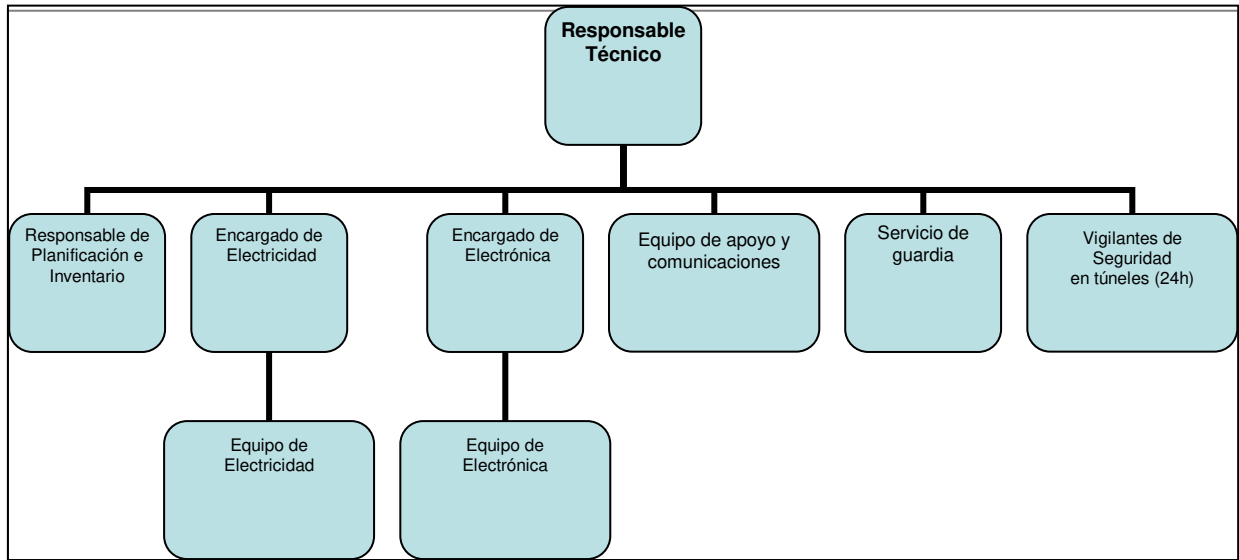 Responsable
Técnico
Responsable de
Planificación e
Inventario
Encargado de
Electricidad
Encargado de
Electrónica
Equipo de apoyo y
comunicaciones
Servicio de
guardia
Vigilantes de
Seguridad
en túneles (24h)
Equipo de
Electricidad
Equipo de
Electrónica